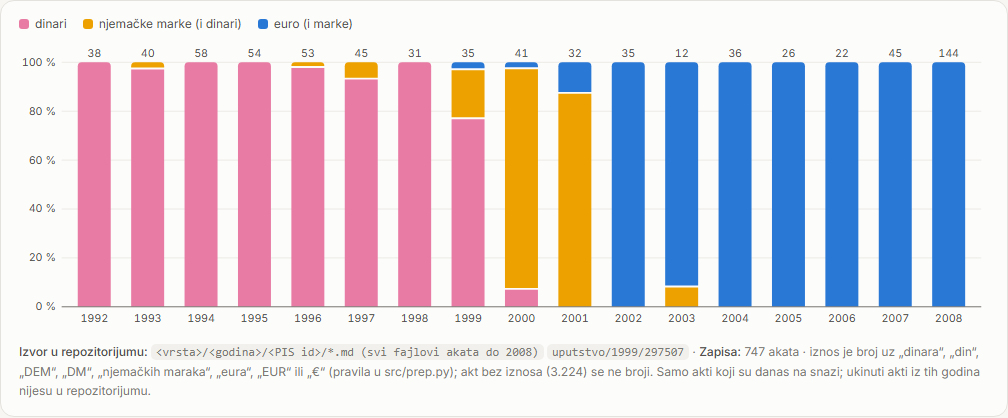 dinari njemačke marke (i dinari) euro (i marke)
38 40 58 54 53 45 31 35 41 32 35 12 36 26 22 45 144
100 %
80 %
60 %
40 %
20 %
0 %
1992 1993 1994 1995 1996 1997 1998 1999 2000 2001 2002 2003 2004 2005 2006 2007 2008
Izvor u repozitorijumu: <vrsta>/<godina>/<PIS id>/*.md (svi fajlovi akata do 2008) uputstvo/1999/297507 · Zapisa: 747 akata · iznos je broj uz „dinara“, „din“,
„DEM“, „DM“, „njemačkih maraka“, „eura“, „EUR“ ili „€“ (pravila u src/prep.py); akt bez iznosa (3.224) se ne broji. Samo akti koji su danas na snazi; ukinuti akti iz tih godina
nijesu u repozitorijumu.